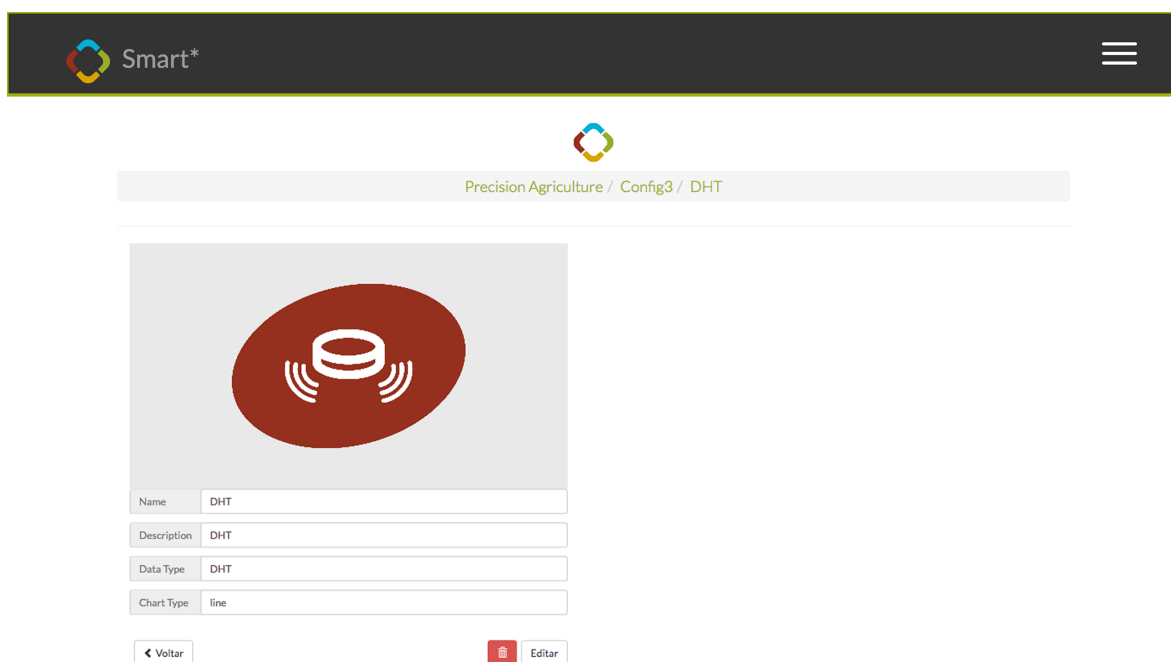 Smart*
Precision Agriculture / Config3 / DHT
Name DHT
Description DHT
Data Type DHT
Chart Type line
Voltar Editar